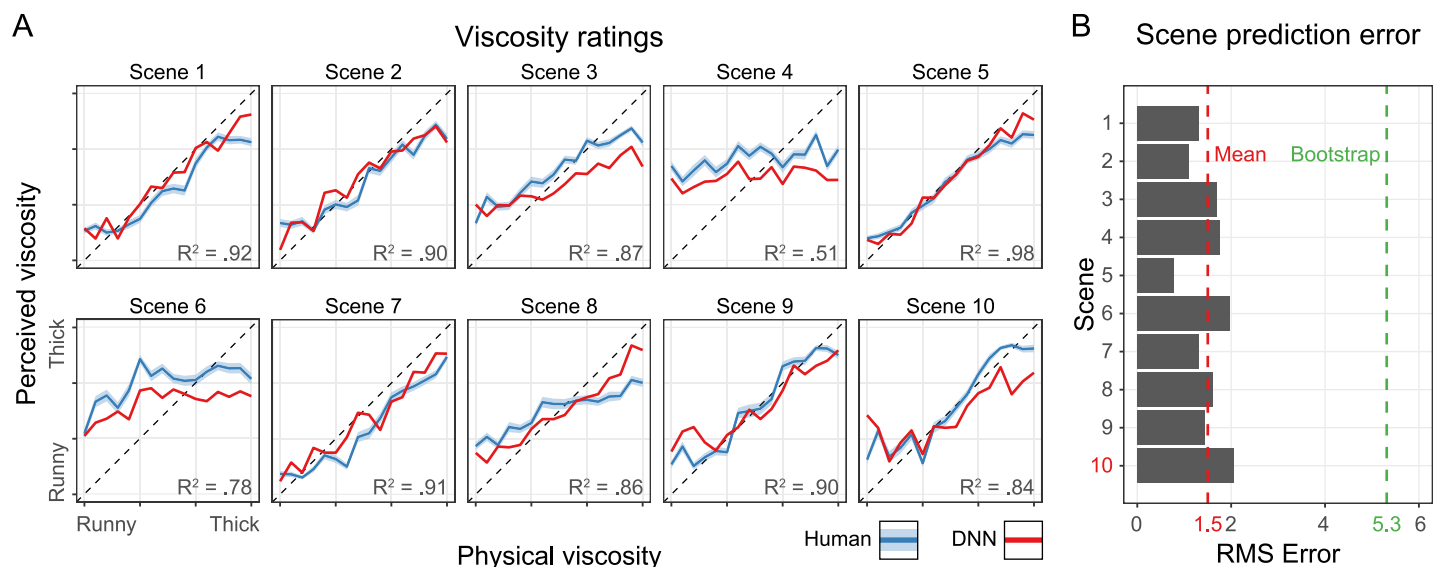 A
Viscosity ratings
Scene 1
Scene 2
Scene 3
Scene 4
Scene 5
R² = .92
R² = .90
R² = .87
R² = .51
R² = .98
Perceived viscosity
Scene 6
Scene 7
Scene 8
Scene 9
Scene 10
Thick
Runny
R² = .78
R² = .91
R² = .86
R² = .90
R² = .84
Runny
Thick
Physical viscosity
Human
DNN
B
Scene prediction error
Scene
1
2
3
4
5
6
7
8
9
10
Mean
Bootstrap
0
1.5
2
4
5.3
6
RMS Error